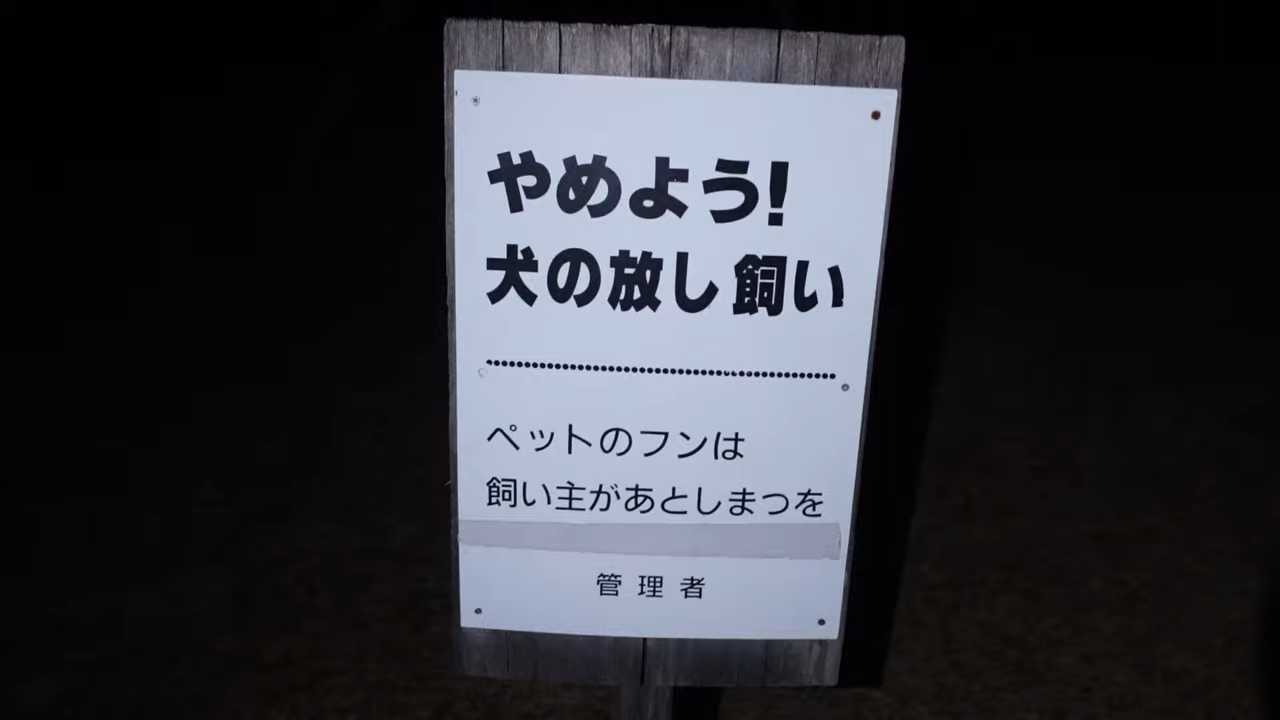 やめよう!
犬の放し飼い
ペットのフンは
飼い主があとしまつを
管理者